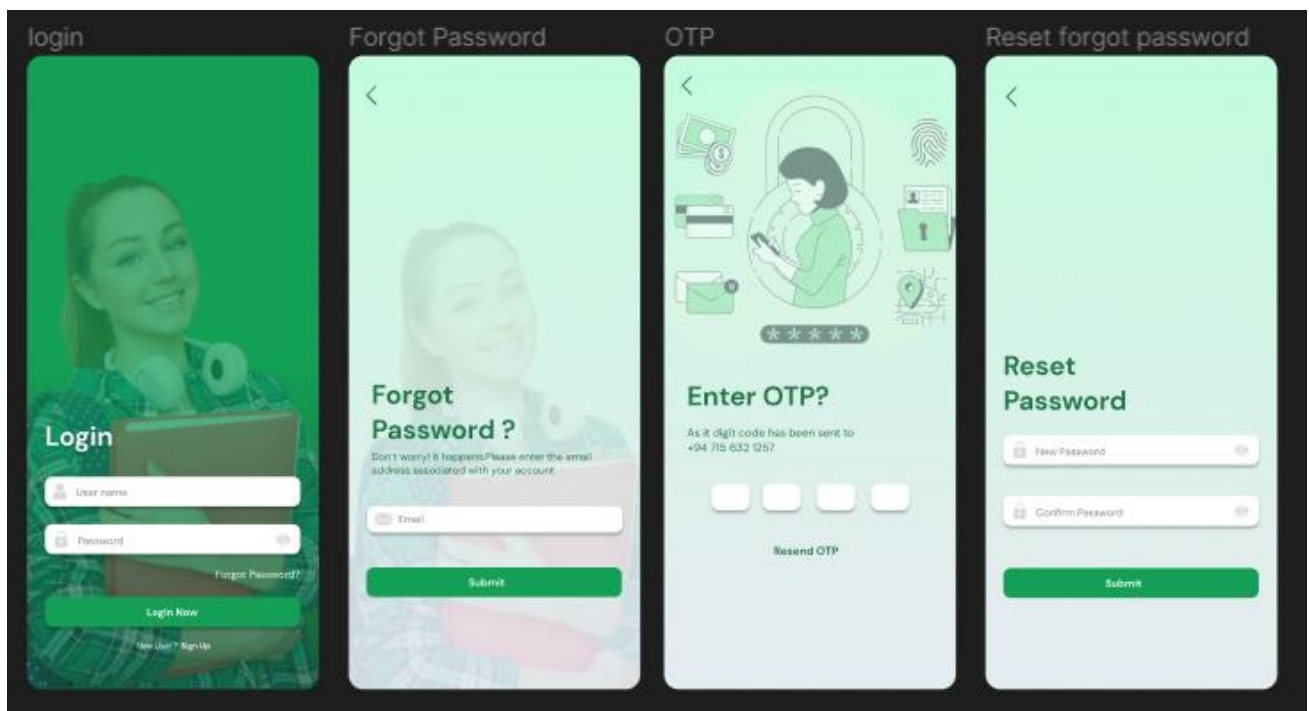 login
Forgot Password
OTP
Reset forgot password
Login
User name
Password
Forgot Password?
Login Now
New User ? Sign Up
Forgot
Password ?
Don't worry! It happens.Please enter the email
address associated with your account
Email
Submit
*****
Enter OTP?
As it digit code has been sent to
+94 715 632 1257
Resend OTP
Reset
Password
New Password
Confirm Password
Submit